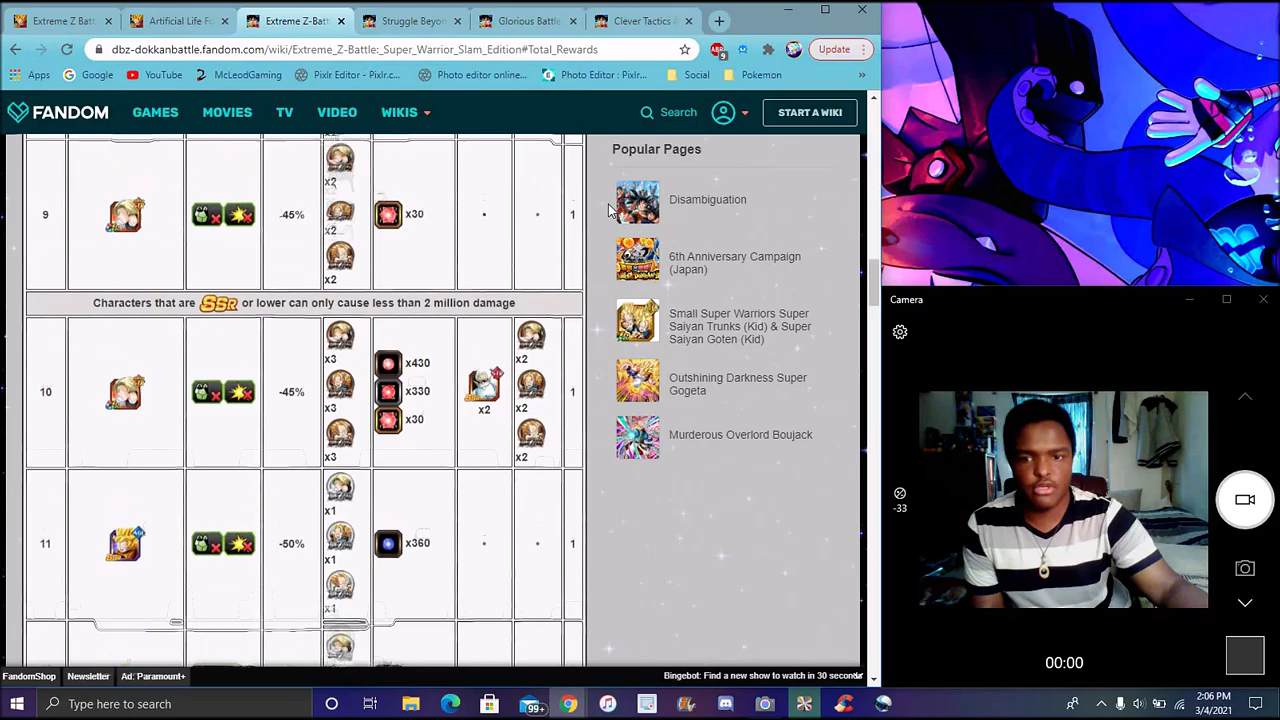 Extreme Z Batt
Artificial Life Fo
Extreme Z-Batt
Struggle Beyon
Glorious Battle
Clever Tactics A
dbz-dokkanbattle.fandom.com/wiki/Extreme_Z-Battle:_Super_Warrior_Slam_Edition#Total_Rewards
9
Update
Apps
Google
YouTube
McLeodGaming
Pixlr Editor - Pixlr.c...
Photo editor online...
Photo Editor : Pixlr...
Social
Pokemon
»
FANDOM
GAMES
MOVIES
TV
VIDEO
WIKIS
Search
START A WIKI
x2
9
-45%
x2
x30
1
x2
Characters that are SSR or lower can only cause less than 2 million damage
x3
x430
x2
10
-45%
x3
x330
x2
x2
1
x30
x3
x2
x1
11
-50%
x1
x360
1
x1
Popular Pages
Disambiguation
6th Anniversary Campaign
(Japan)
Small Super Warriors Super
Saiyan Trunks (Kid) & Super
Saiyan Goten (Kid)
Outshining Darkness Super
Gogeta
Murderous Overlord Boujack
FandomShop
Newsletter
Ad: Paramount+
Bingebot: Find a new show to watch in 30 seconds
Camera
-33
00:00
Type here to search
99+
2:06 PM
3/4/2021